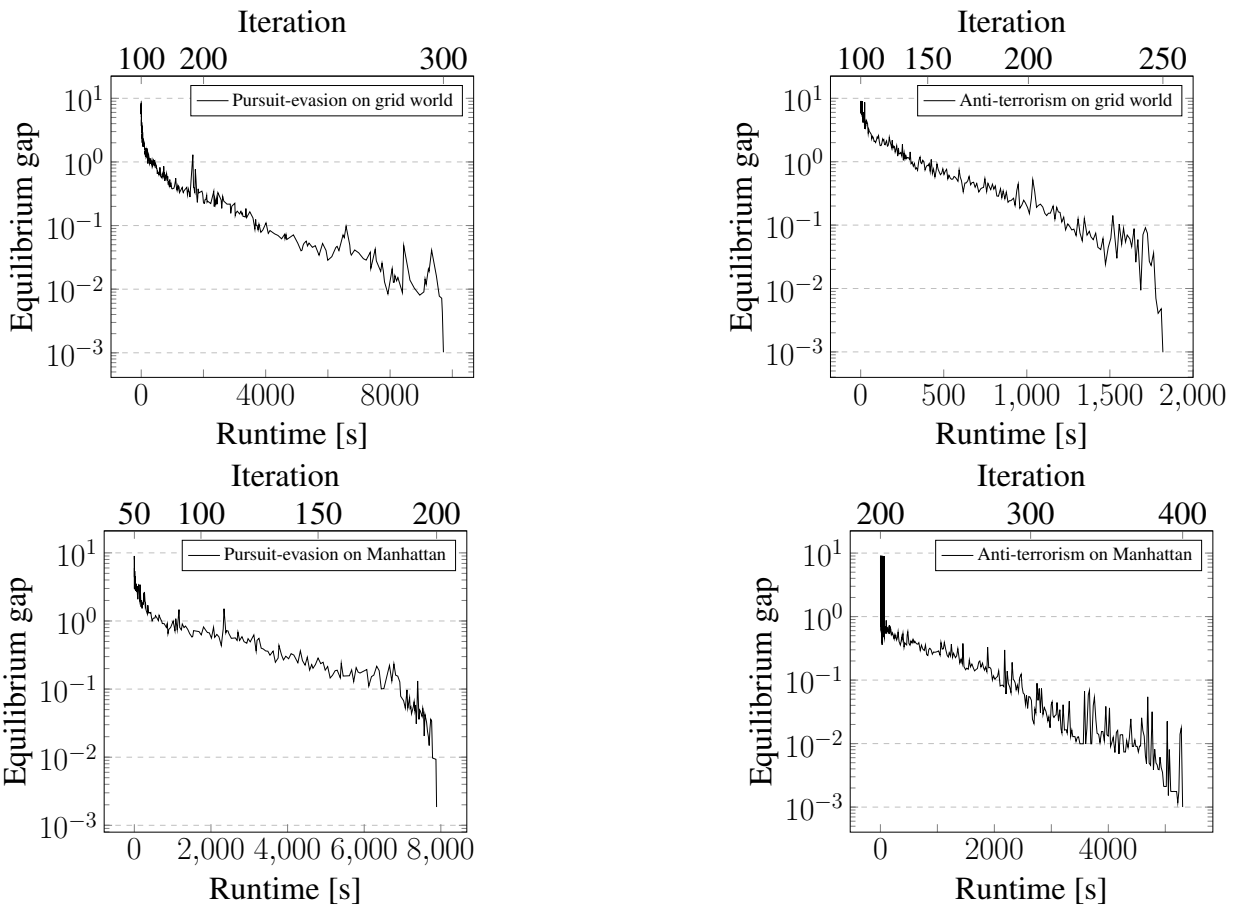 Iteration
100 200 300
Pursuit-evasion on grid world
Equilibrium gap
10^1
10^0
10^−1
10^−2
10^−3
0 4000 8000
Runtime [s]
Iteration
100 150 200 250
Anti-terrorism on grid world
Equilibrium gap
10^1
10^0
10^−1
10^−2
10^−3
0 500 1,000 1,500 2,000
Runtime [s]
Iteration
50 100 150 200
Pursuit-evasion on Manhattan
Equilibrium gap
10^1
10^0
10^−1
10^−2
10^−3
0 2,000 4,000 6,000 8,000
Runtime [s]
Iteration
200 300 400
Anti-terrorism on Manhattan
Equilibrium gap
10^1
10^0
10^−1
10^−2
10^−3
0 2000 4000
Runtime [s]